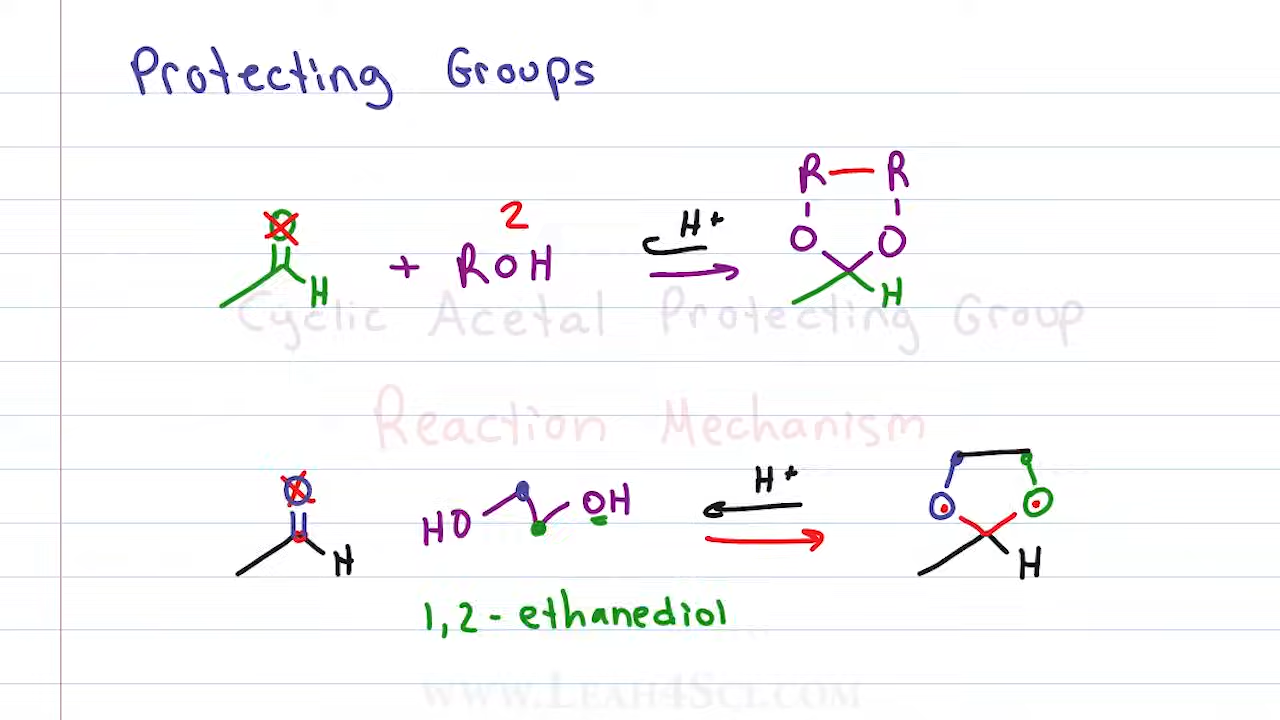 Protecting Groups
R — R
O + ROH 2 H+ O O
H H
Cyclic Acetal Protecting Group
Reaction Mechanism
O HO OH H+ O O
H H
1,2-ethanediol
www.Leah4Sci.com